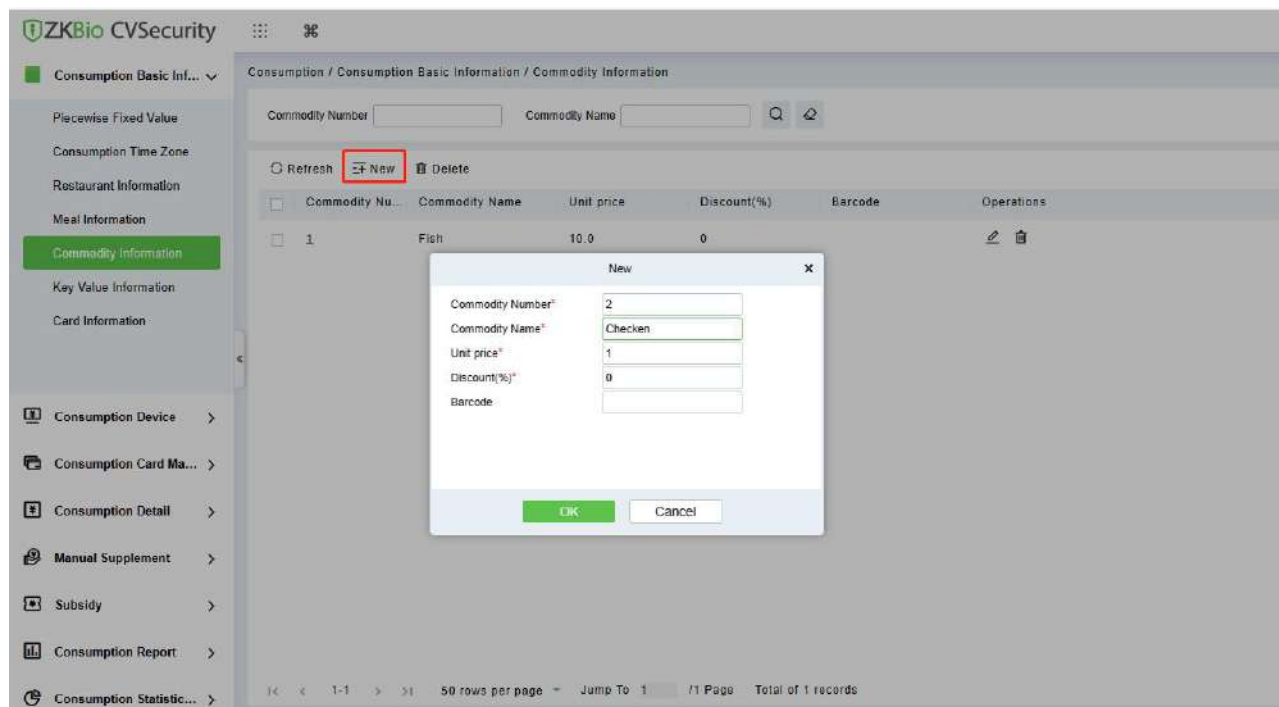 ZKBio CVSecurity
Consumption Basic Inf...
Consumption / Consumption Basic Information / Commodity Information
Piecewise Fixed Value
Consumption Time Zone
Restaurant Information
Meal Information
Commodity Information
Key Value Information
Card Information
Consumption Device
Consumption Card Ma...
Consumption Detail
Manual Supplement
Subsidy
Consumption Report
Consumption Statistic...
Commodity Number Commodity Name
Refresh New Delete
Commodity Nu... Commodity Name Unit price Discount(%) Barcode Operations
1 Fish 10.0 0
New x
Commodity Number* 2
Commodity Name* Checken
Unit price* 1
Discount(%)* 0
Barcode
OK Cancel
|< < 1-1 > >| 50 rows per page Jump To 1 /1 Page Total of 1 records